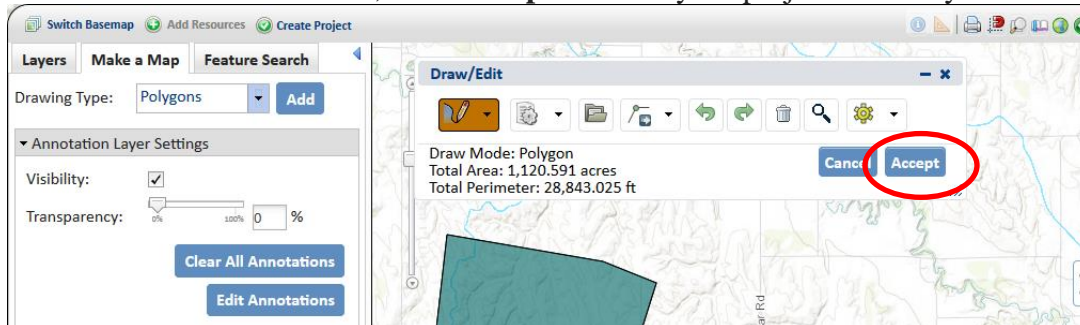 Switch Basemap Add Resources Create Project
Layers Make a Map Feature Search
Drawing Type: Polygons Add
Annotation Layer Settings
Visibility:
Transparency: 0% 100% 0 %
Clear All Annotations
Edit Annotations
Draw/Edit
Draw Mode: Polygon
Total Area: 1,120.591 acres
Total Perimeter: 28,843.025 ft
Cancel Accept
Rd